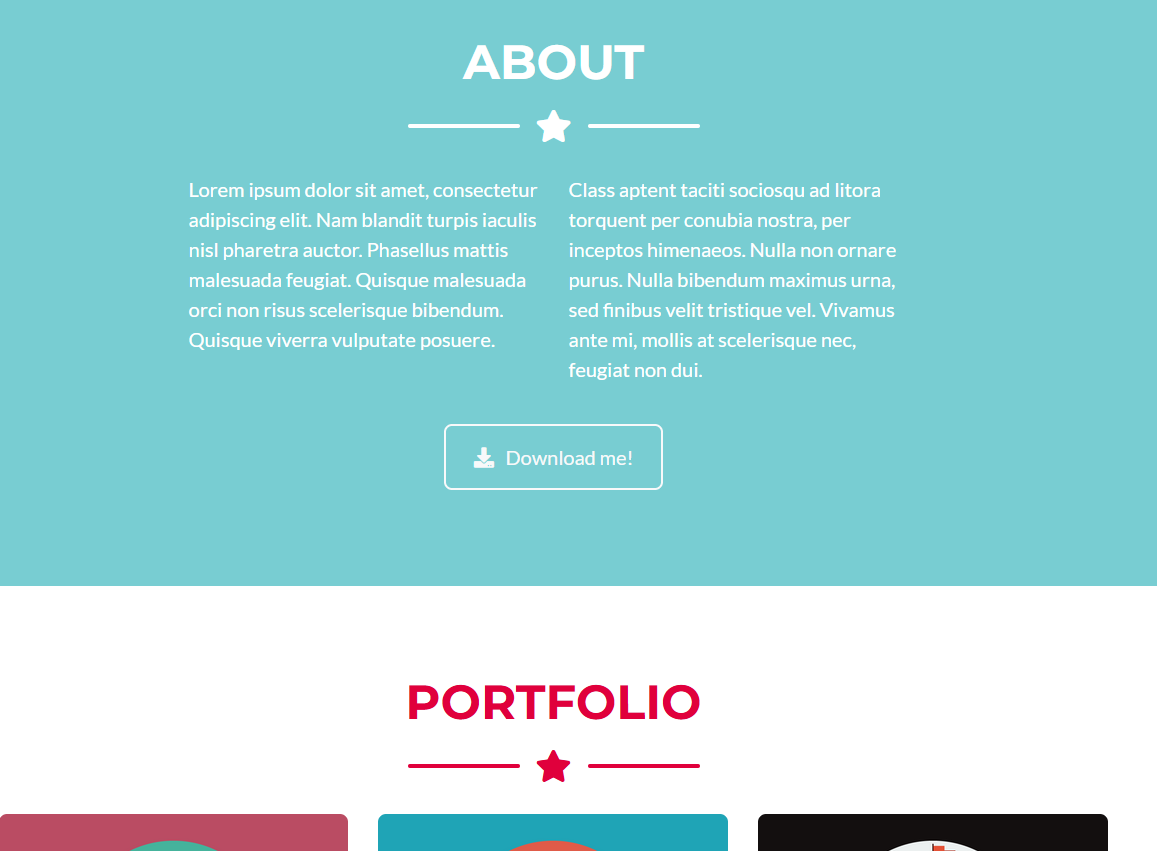 ABOUT
Lorem ipsum dolor sit amet, consectetur
adipiscing elit. Nam blandit turpis iaculis
nisl pharetra auctor. Phasellus mattis
malesuada feugiat. Quisque malesuada
orci non risus scelerisque bibendum.
Quisque viverra vulputate posuere.
Class aptent taciti sociosqu ad litora
torquent per conubia nostra, per
inceptos himenaeos. Nulla non ornare
purus. Nulla bibendum maximus urna,
sed finibus velit tristique vel. Vivamus
ante mi, mollis at scelerisque nec,
feugiat non dui.
Download me!
PORTFOLIO